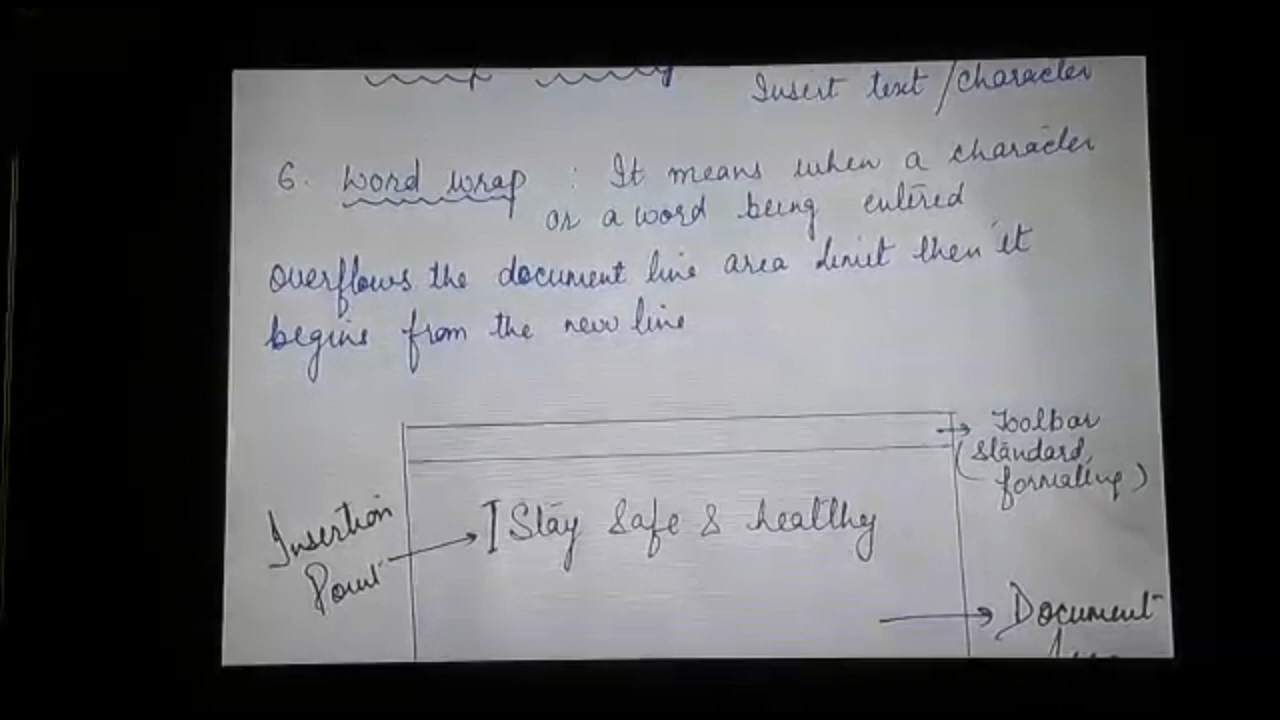 Insert text/character
6. Word wrap : It means when a character
or a word being entered
overflows the document line area limit then it
begins from the new line
Toolbar
(Standard,
formatting)
Insertion
Point
Stay Safe & healthy
Document